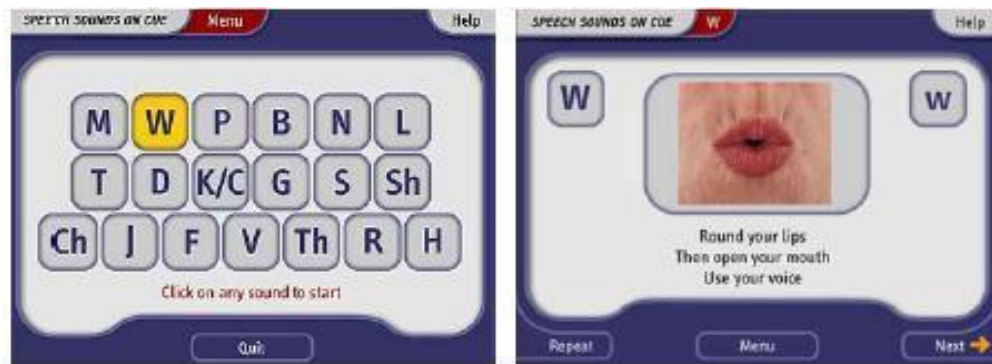 SPEECH SOUNDS ON CUE Menu Help
M W P B N L
T D K/C G S Sh
Ch J F V Th R H
Click on any sound to start
Quit
SPEECH SOUNDS ON CUE W Help
W w
Round your lips
Then open your mouth
Use your voice
Repeat Menu Next